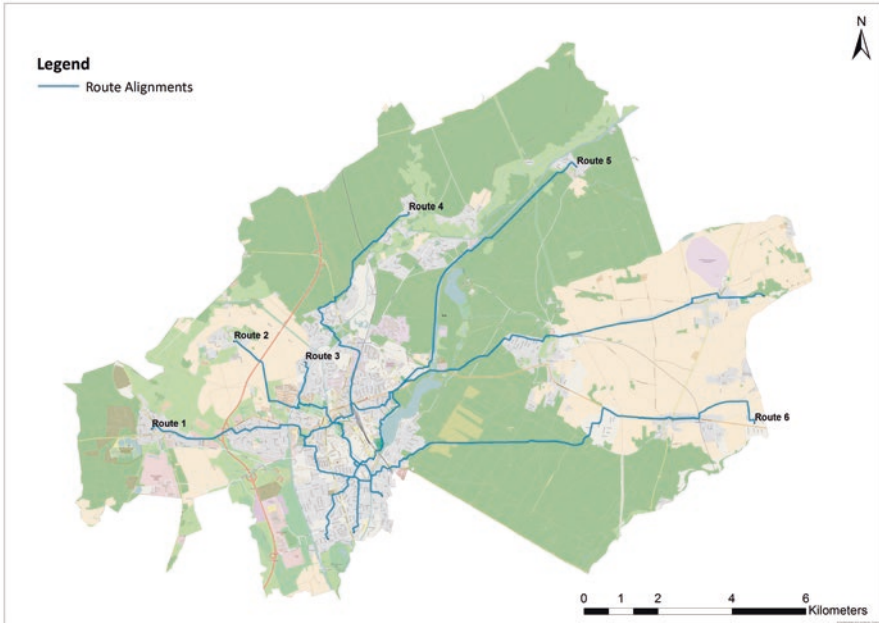 N
Legend
Route Alignments
Route 5
Route 4
Route 2
Route 3
Route 1
Route 6
0 1 2 4 6
Kilometers